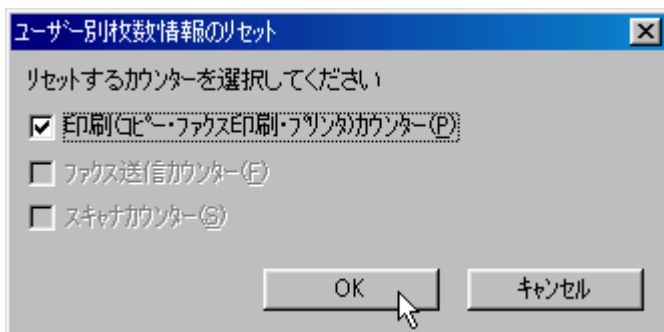 ユーザー別枚数情報のリセット
リセットするカウンターを選択してください
印刷(コピー・ファクス印刷・プリンタ)カウンター(P)
ファクス送信カウンター(F)
スキャナカウンター(S)
OK キャンセル